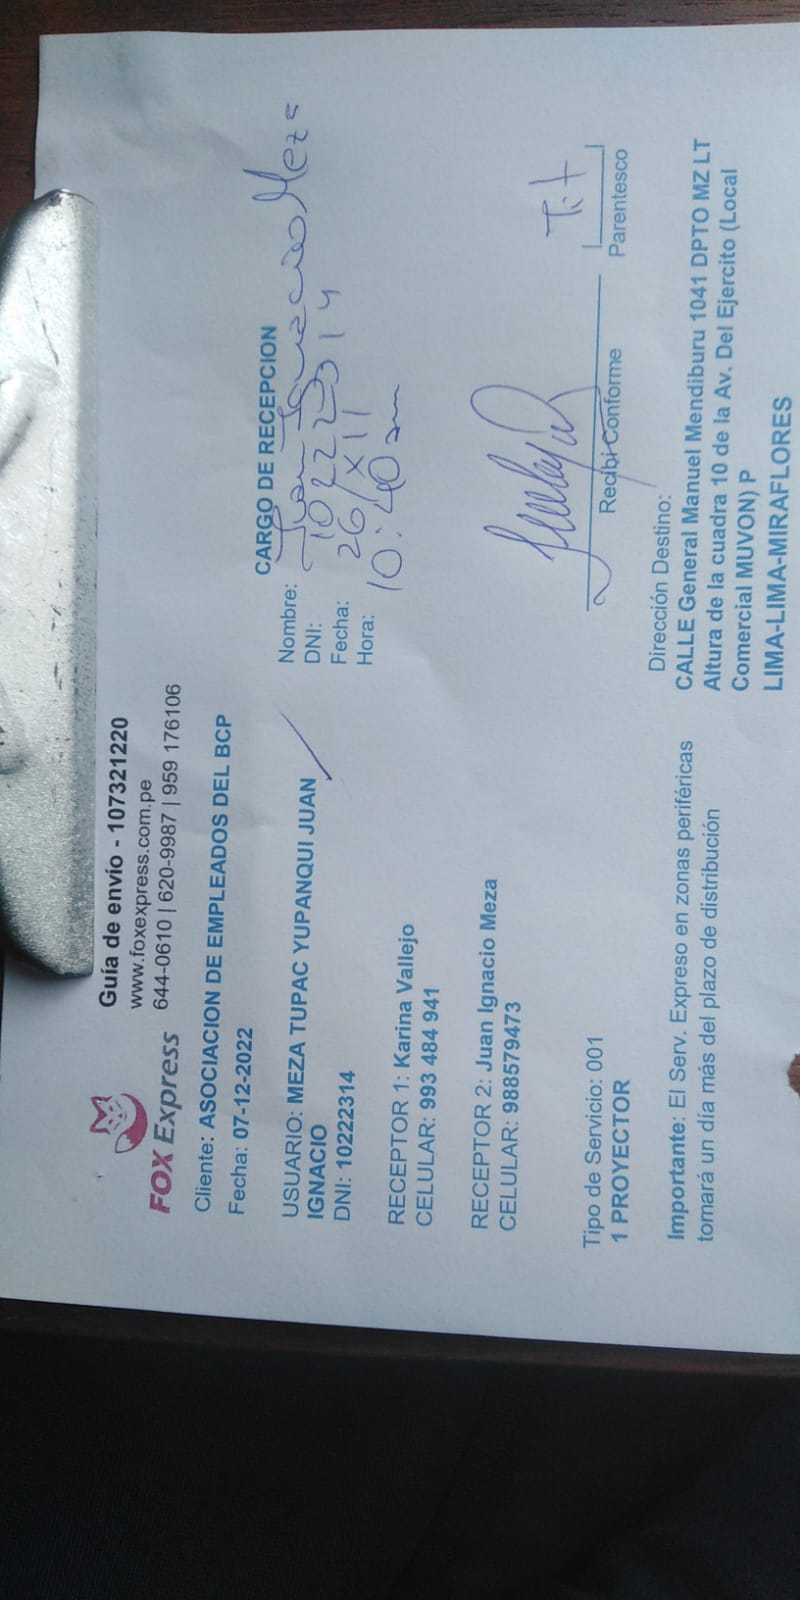 FOX Express
Guía de envío - 107321220
www.foxexpress.com.pe
644-0610 | 620-9987 | 959 176106
Cliente: ASOCIACION DE EMPLEADOS DEL BCP
Fecha: 07-12-2022
USUARIO: MEZA TUPAC YUPANQUI JUAN
IGNACIO
DNI: 10222314
RECEPTOR 1: Karina Vallejo
CELULAR: 993 484 941
RECEPTOR 2: Juan Ignacio Meza
CELULAR: 988579473
Tipo de Servicio: 001
1 PROYECTOR
Importante: El Serv. Expreso en zonas periféricas
tomará un día más del plazo de distribución
CARGO DE RECEPCION
Nombre: Juan Ignacio Meza
DNI: 10222314
Fecha: 26/XII
Hora: 10:40 am
Tit
Recibi Conforme
Parentesco
Dirección Destino:
CALLE General Manuel Mendiburu 1041 DPTO MZ LT
Altura de la cuadra 10 de la Av. Del Ejercito (Local
Comercial MUVON) P
LIMA-LIMA-MIRAFLORES